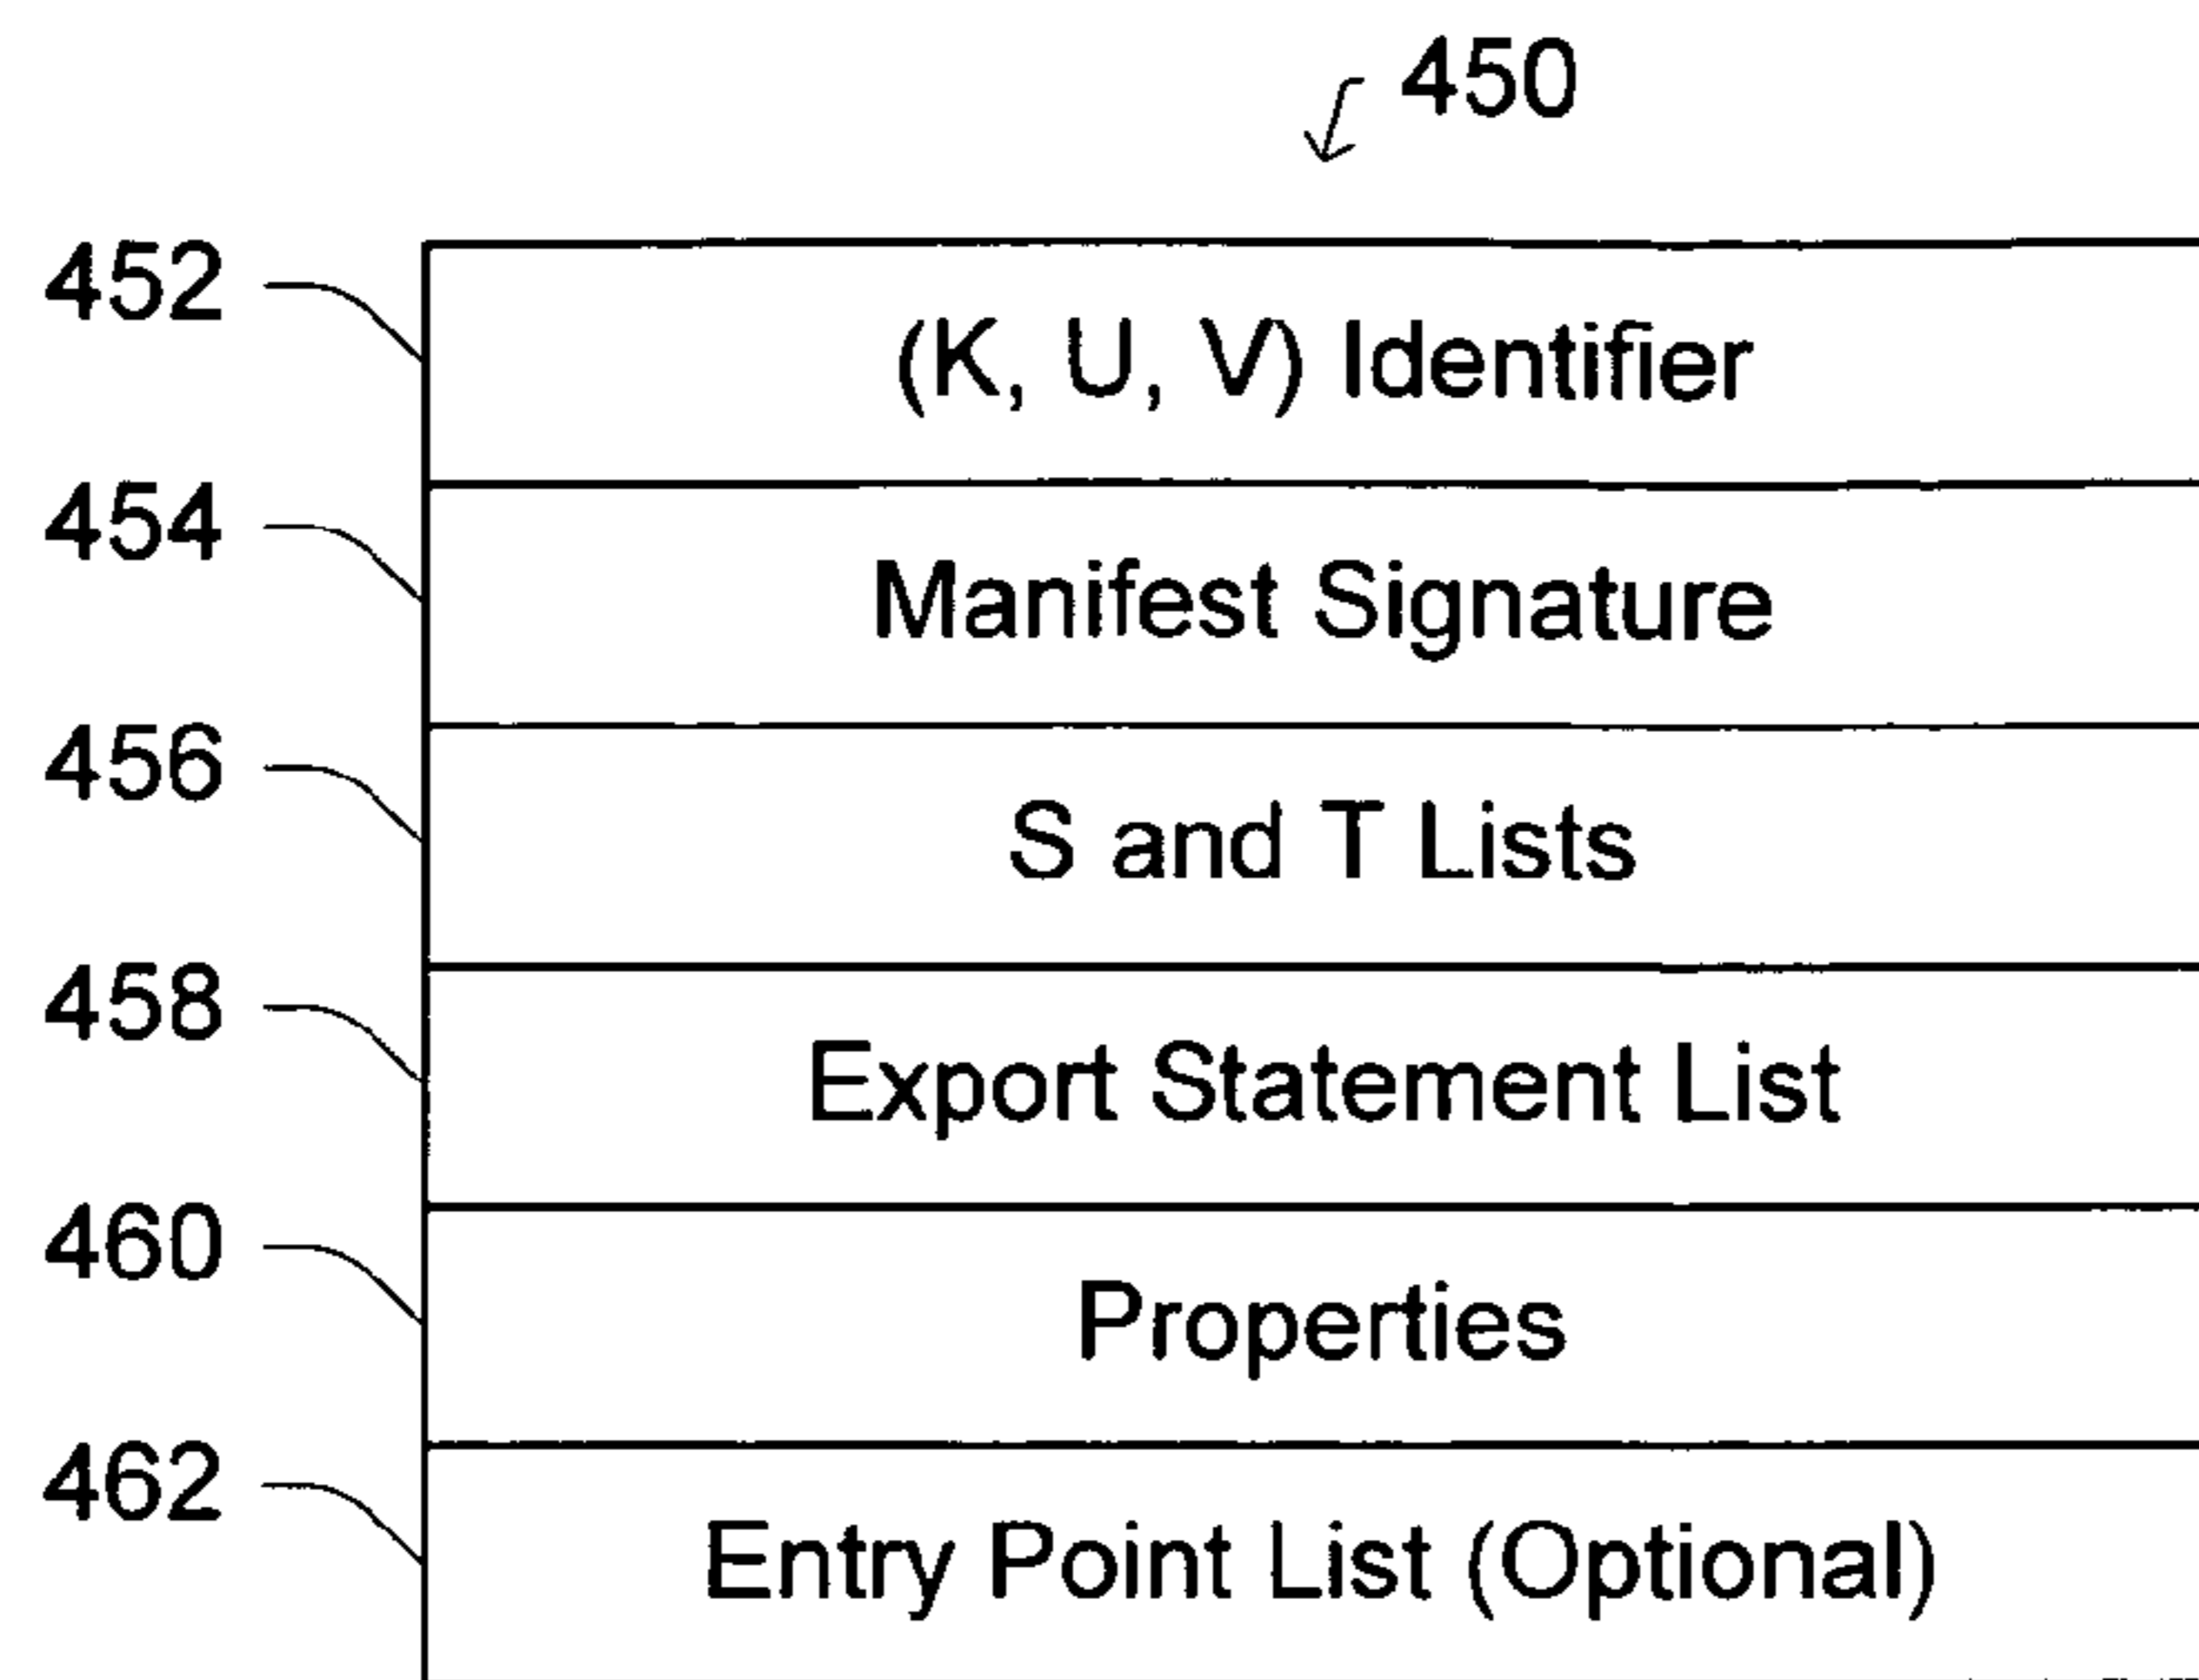 450
452 (K, U, V) Identifier
454 Manifest Signature
456 S and T Lists
458 Export Statement List
460 Properties
462 Entry Point List (Optional)